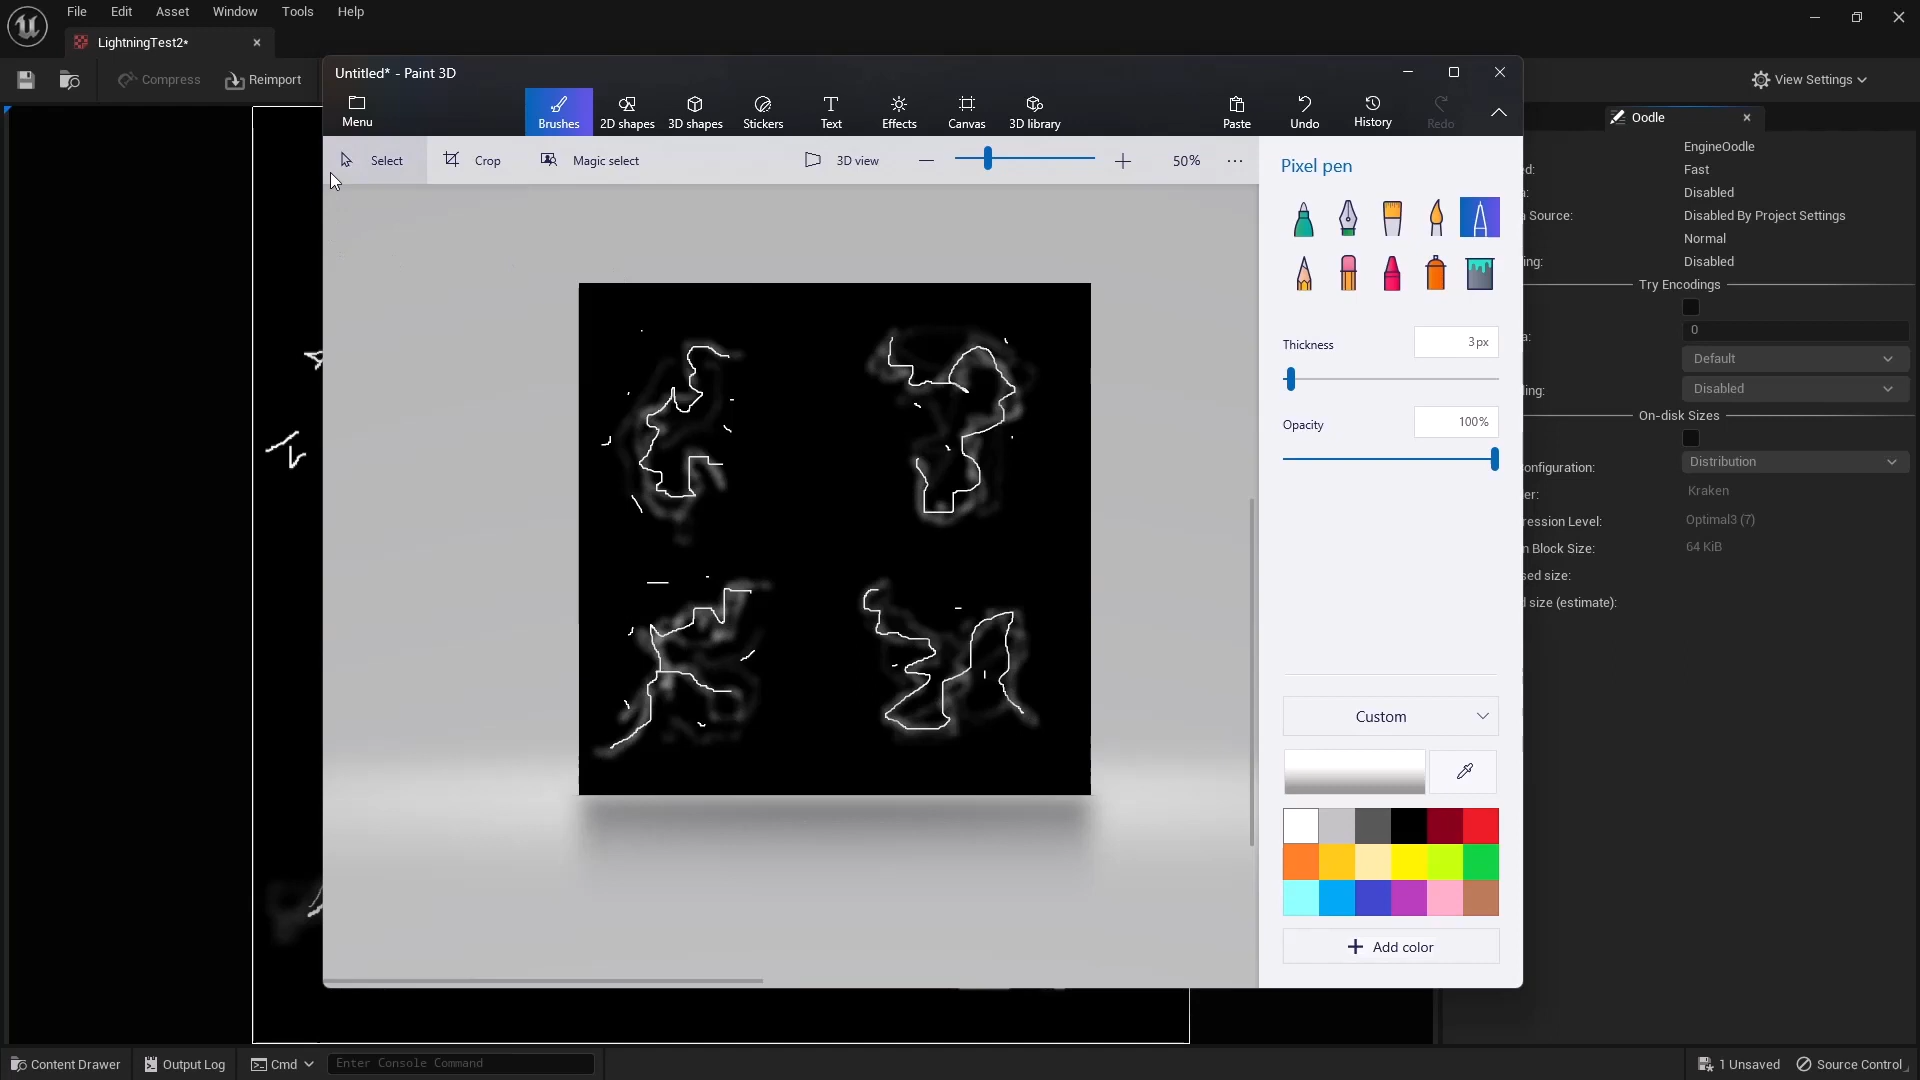 File Edit Asset Window Tools Help
LightningTest2*
Compress Reimport View Settings
Untitled* - Paint 3D
Menu Brushes 2D shapes 3D shapes Stickers Text Effects Canvas 3D library Paste Undo History Redo
Select Crop Magic select 3D view 50%
Pixel pen
Thickness 3px
Opacity 100%
Custom
Add color
Oodle
EngineOodle
ed: Fast
a: Disabled
Source: Disabled By Project Settings
Normal
ing: Disabled
Try Encodings
a: 0
Default
ling: Disabled
On-disk Sizes
onfiguration: Distribution
er: Kraken
ression Level: Optimal3 (7)
n Block Size: 64 KiB
sed size:
l size (estimate):
Content Drawer Output Log Cmd Enter Console Command 1 Unsaved Source Control